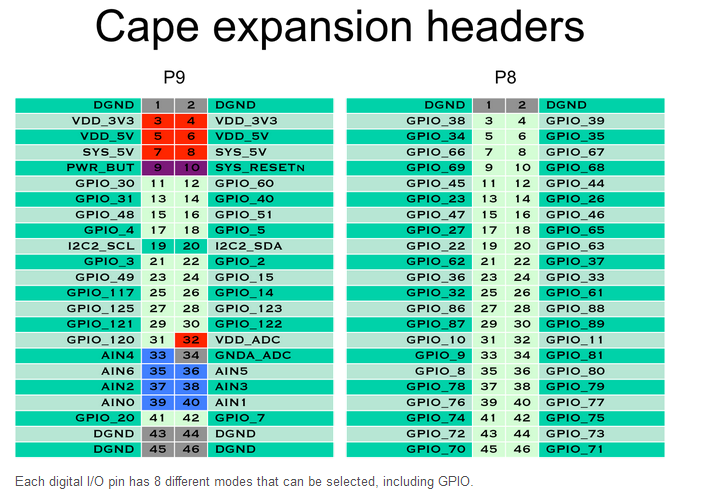 Cape expansion headers
P9 P8
DGND 1 2 DGND DGND 1 2 DGND
VDD_3V3 3 4 VDD_3V3 GPIO_38 3 4 GPIO_39
VDD_5V 5 6 VDD_5V GPIO_34 5 6 GPIO_35
SYS_5V 7 8 SYS_5V GPIO_66 7 8 GPIO_67
PWR_BUT 9 10 SYS_RESETN GPIO_69 9 10 GPIO_68
GPIO_30 11 12 GPIO_60 GPIO_45 11 12 GPIO_44
GPIO_31 13 14 GPIO_40 GPIO_23 13 14 GPIO_26
GPIO_48 15 16 GPIO_51 GPIO_47 15 16 GPIO_46
GPIO_4 17 18 GPIO_5 GPIO_27 17 18 GPIO_65
I2C2_SCL 19 20 I2C2_SDA GPIO_22 19 20 GPIO_63
GPIO_3 21 22 GPIO_2 GPIO_62 21 22 GPIO_37
GPIO_49 23 24 GPIO_15 GPIO_36 23 24 GPIO_33
GPIO_117 25 26 GPIO_14 GPIO_32 25 26 GPIO_61
GPIO_125 27 28 GPIO_123 GPIO_86 27 28 GPIO_88
GPIO_121 29 30 GPIO_122 GPIO_87 29 30 GPIO_89
GPIO_120 31 32 VDD_ADC GPIO_10 31 32 GPIO_11
AIN4 33 34 GNDA_ADC GPIO_9 33 34 GPIO_81
AIN6 35 36 AIN5 GPIO_8 35 36 GPIO_80
AIN2 37 38 AIN3 GPIO_78 37 38 GPIO_79
AIN0 39 40 AIN1 GPIO_76 39 40 GPIO_77
GPIO_20 41 42 GPIO_7 GPIO_74 41 42 GPIO_75
DGND 43 44 DGND GPIO_72 43 44 GPIO_73
DGND 45 46 DGND GPIO_70 45 46 GPIO_71
Each digital I/O pin has 8 different modes that can be selected, including GPIO.